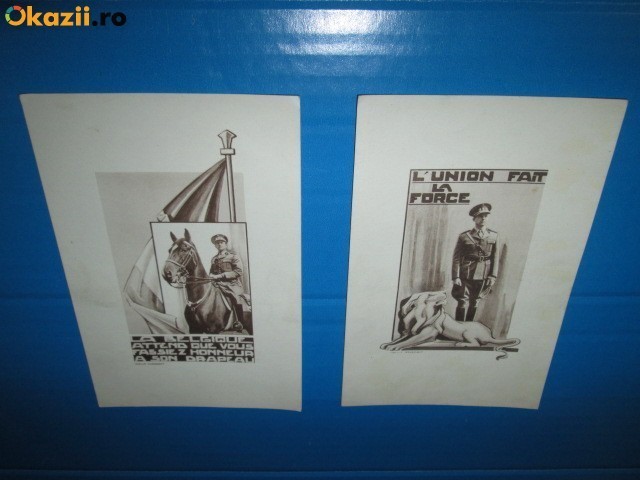 Okazii.ro
LA BELGIQUE
ATTEND QUE VOUS
FASSIEZ HONNEUR
A SON DRAPEAU
L'UNION FAIT
LA
FORCE